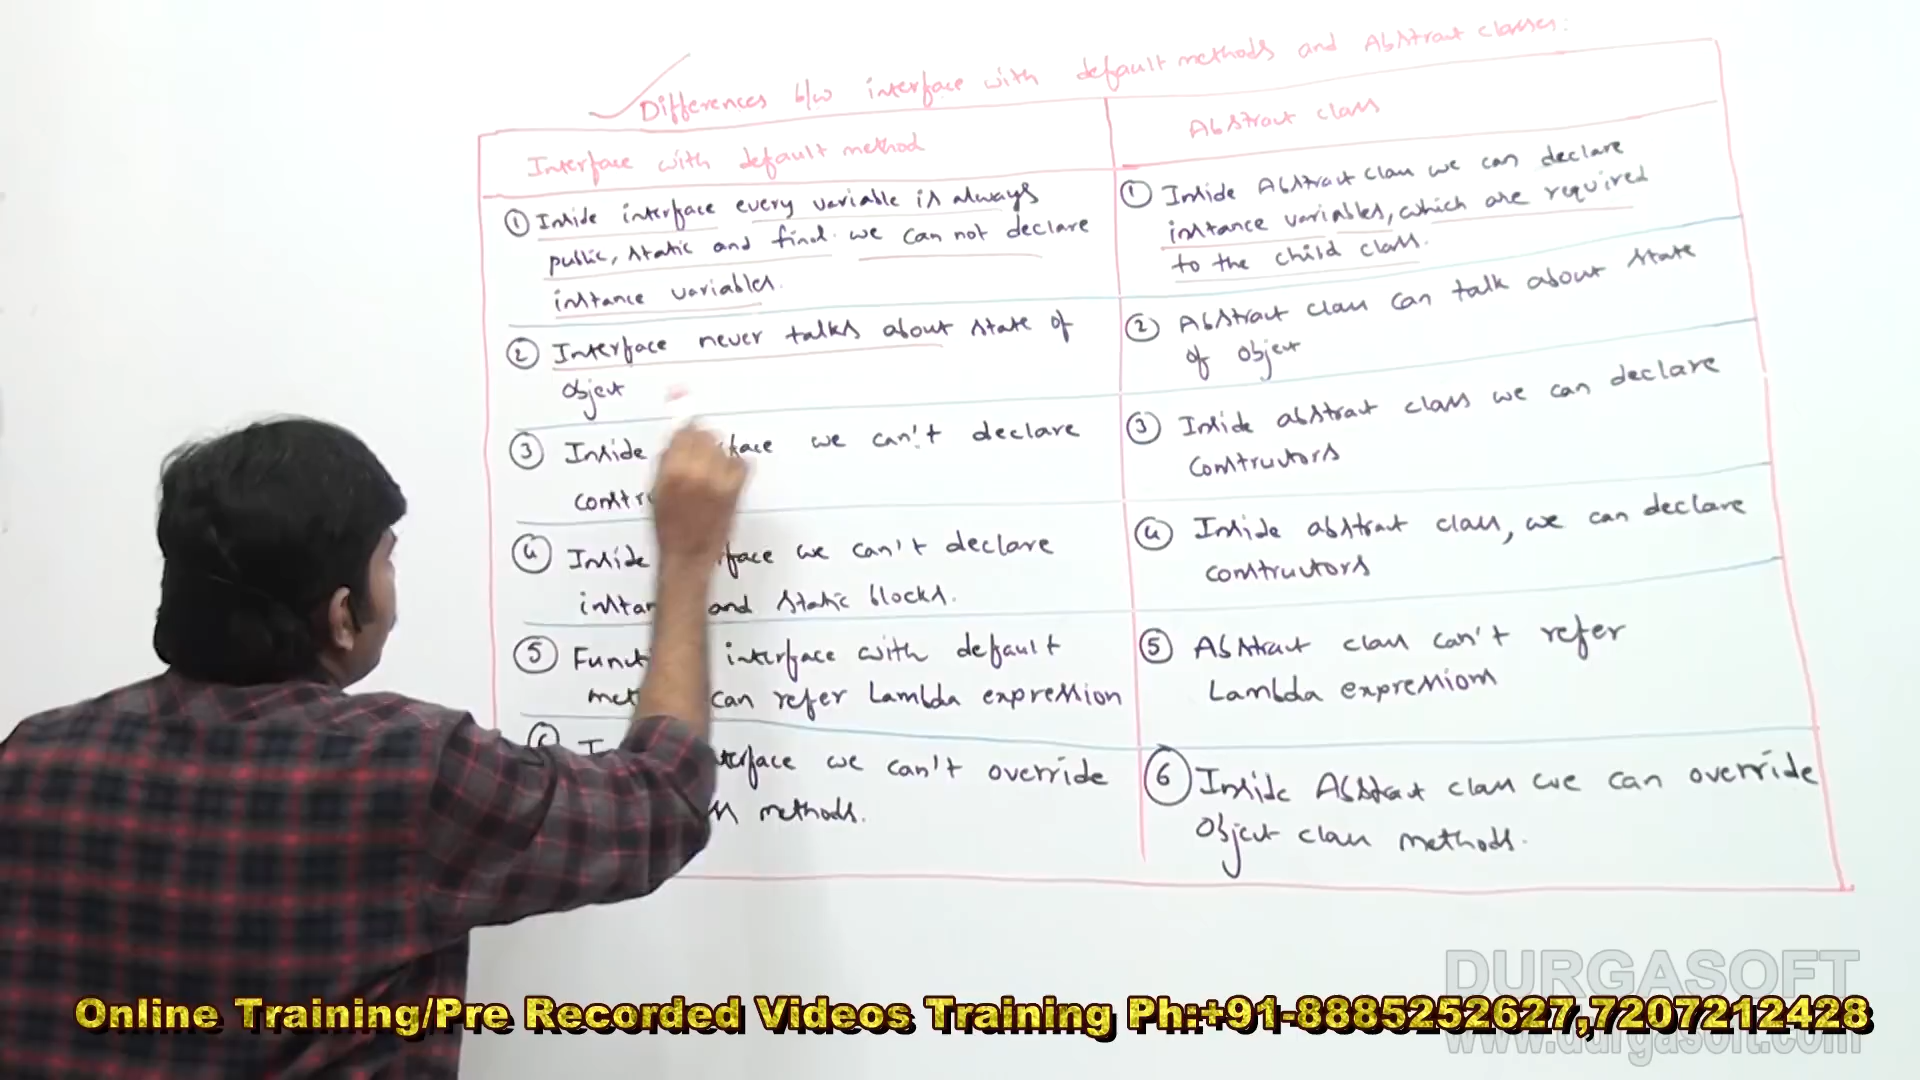 Differences b/w interface with default methods and Abstract classes:
Interface with default method
① Inside interface every variable is always
public, static and final. we can not declare
instance variables.
② Interface never talks about state of
object
③ Inside we can't declare
④ Inside we can't declare
and static blocks.
⑤ interface with default
can refer Lambda expression
we can't override
methods.
Abstract class
① Inside Abstract class we can declare
instance variables, which are required
to the child class.
② Abstract class can talk about state
of object
③ Inside abstract class we can declare
constructors
④ Inside abstract class, we can declare
constructors
⑤ Abstract class can't refer
Lambda expressions
⑥ Inside Abstract class we can override
object class methods.
DURGASOFT
Online Training/Pre Recorded Videos Training Ph:+91-8885252627,7207212428
www.durgasoft.com